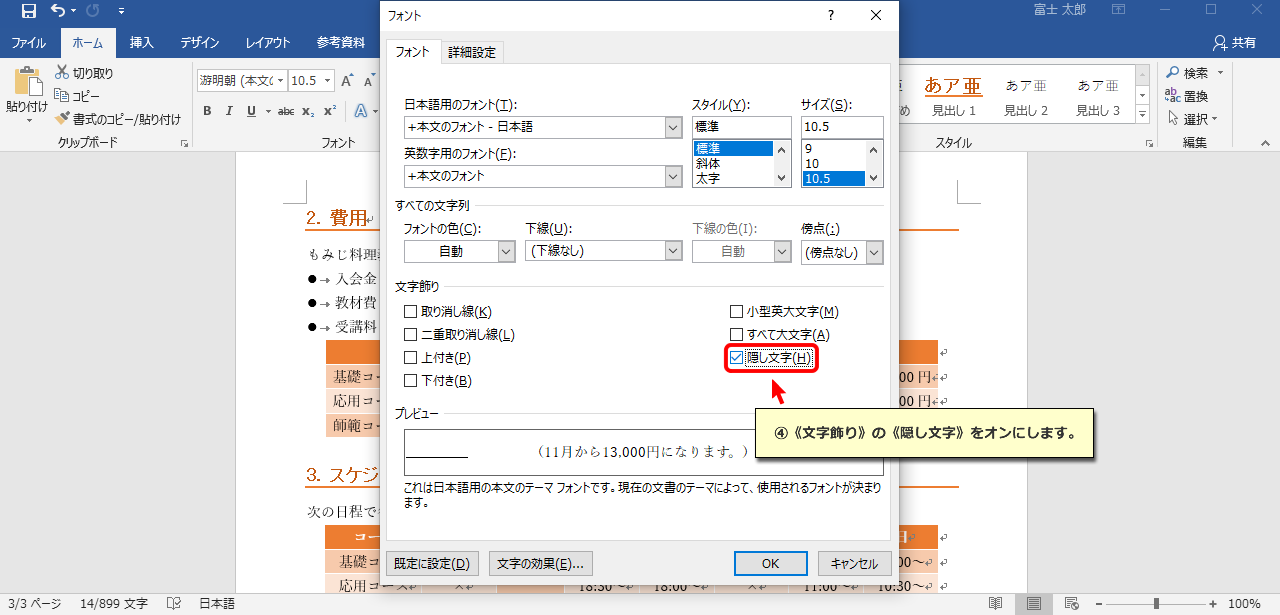 富士 太郎
ファイル ホーム 挿入 デザイン レイアウト 参考資料 共有
貼り付け
切り取り
コピー
書式のコピー/貼り付け
クリップボード
游明朝 (本文の 10.5 A A
B I U abc x₂ x² A
フォント
あア亜 あア亜 あア亜
見出し 1 見出し 2 見出し 3
スタイル
検索
置換
選択
編集
フォント ? ×
フォント 詳細設定
日本語用のフォント(T): スタイル(Y): サイズ(S):
+本文のフォント - 日本語 標準 10.5
標準 9
英数字用のフォント(F): 斜体 10
+本文のフォント 太字 10.5
すべての文字列
フォントの色(C): 下線(U): 下線の色(I): 傍点(:)
自動 (下線なし) 自動 (傍点なし)
文字飾り
取り消し線(K) 小型英大文字(M)
二重取り消し線(L) すべて大文字(A)
上付き(P) 隠し文字(H)
下付き(B)
プレビュー
（11月から13,000円になります。）
これは日本語用の本文のテーマ フォントです。現在の文書のテーマによって、使用されるフォントが決まり
ます。
既定に設定(D) 文字の効果(E)... OK キャンセル
④《文字飾り》の《隠し文字》をオンにします。
2. 費用
もみじ料理
入会金
教材費
受講料
基礎コー 00 円
応用コー 00 円
師範コー
3. スケジ
次の日程で
コー 日
基礎コ 00～
応用コース 18:30～ 18:00～ 11:00～ 10:30～
3/3 ページ 14/899 文字 日本語 100%